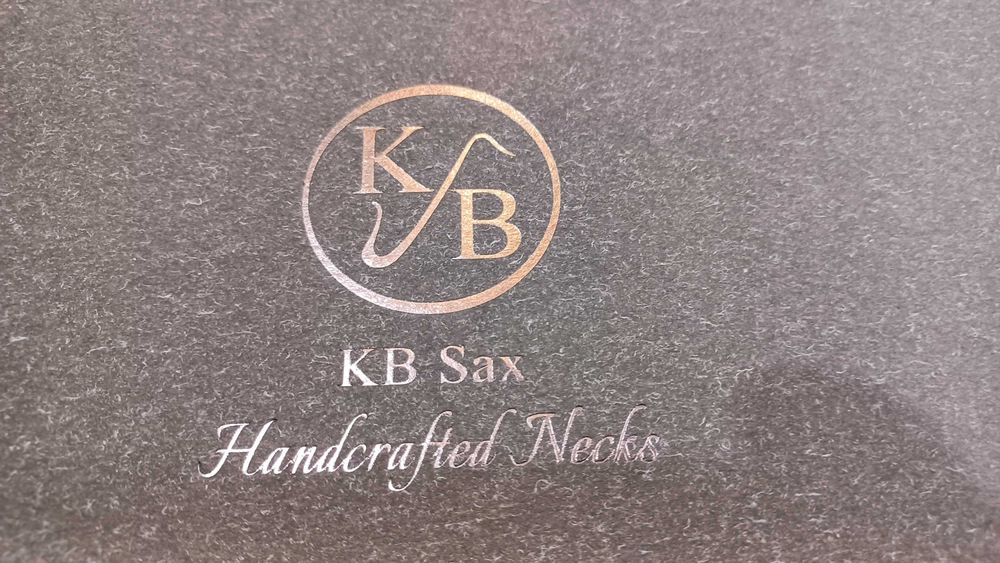 K B
KB Sax
Handcrafted Necks